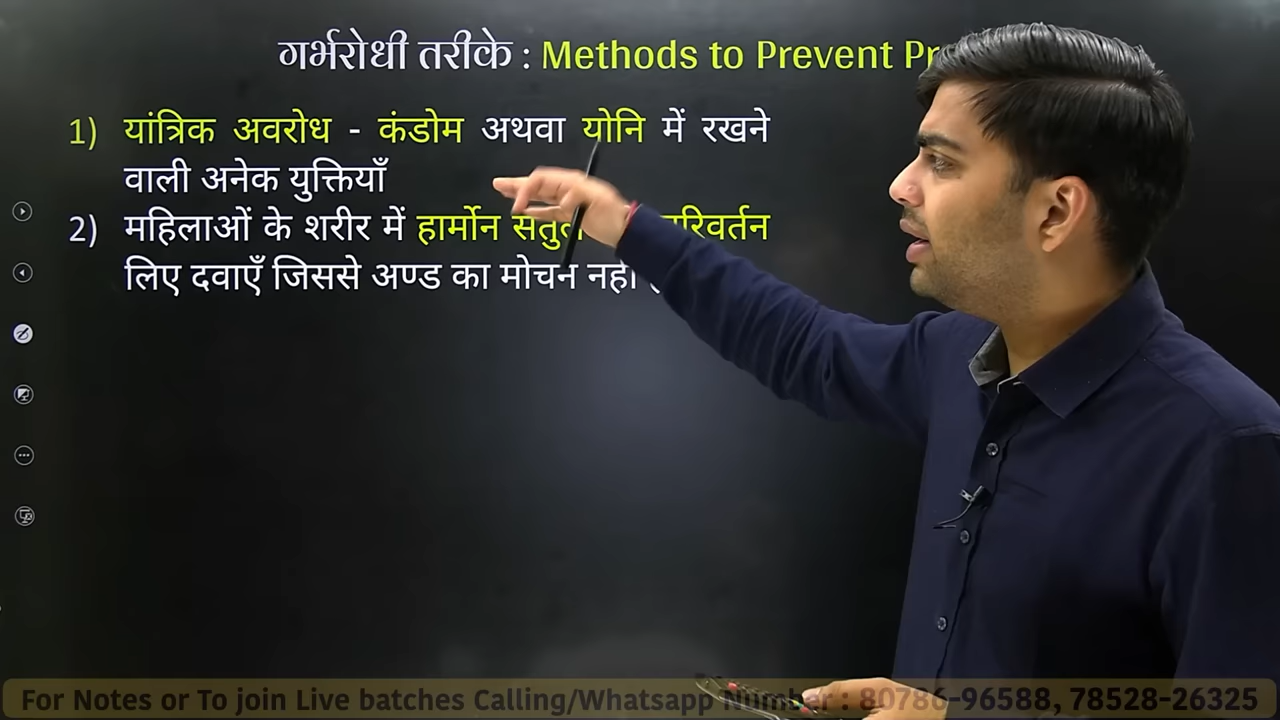 गर्भरोधी तरीके : Methods to Prevent
1) यांत्रिक अवरोध - कंडोम अथवा योनि में रखने
वाली अनेक युक्तियाँ
2) महिलाओं के शरीर में हार्मोन
लिए दवाएँ जिससे अण्ड का मोचन
For Notes or To join Live batches Calling/Whatsapp Number : 80786-96588, 78528-26325